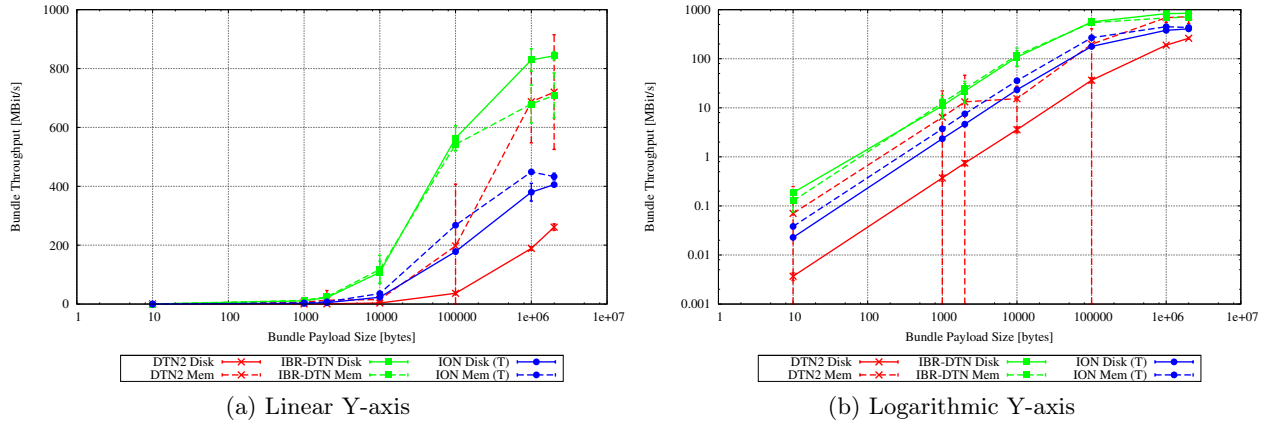 1000
800
600
400
200
0
Bundle Throughput [MBit/s]
1 10 100 1000 10000 100000 1e+06 1e+07
Bundle Payload Size [bytes]
DTN2 Disk IBR-DTN Disk ION Disk (T)
DTN2 Mem IBR-DTN Mem ION Mem (T)
(a) Linear Y-axis
1000
100
10
1
0.1
0.01
0.001
Bundle Throughput [MBit/s]
1 10 100 1000 10000 100000 1e+06 1e+07
Bundle Payload Size [bytes]
DTN2 Disk IBR-DTN Disk ION Disk (T)
DTN2 Mem IBR-DTN Mem ION Mem (T)
(b) Logarithmic Y-axis